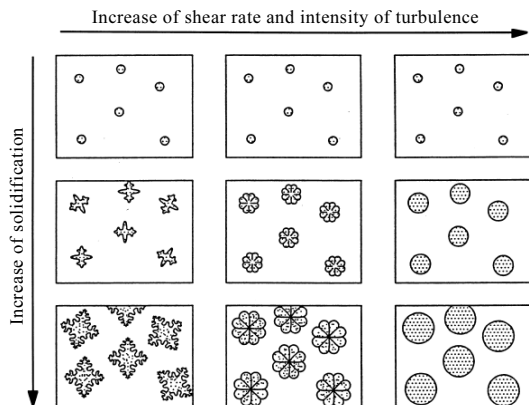 Increase of shear rate and intensity of turbulence
Increase of solidification